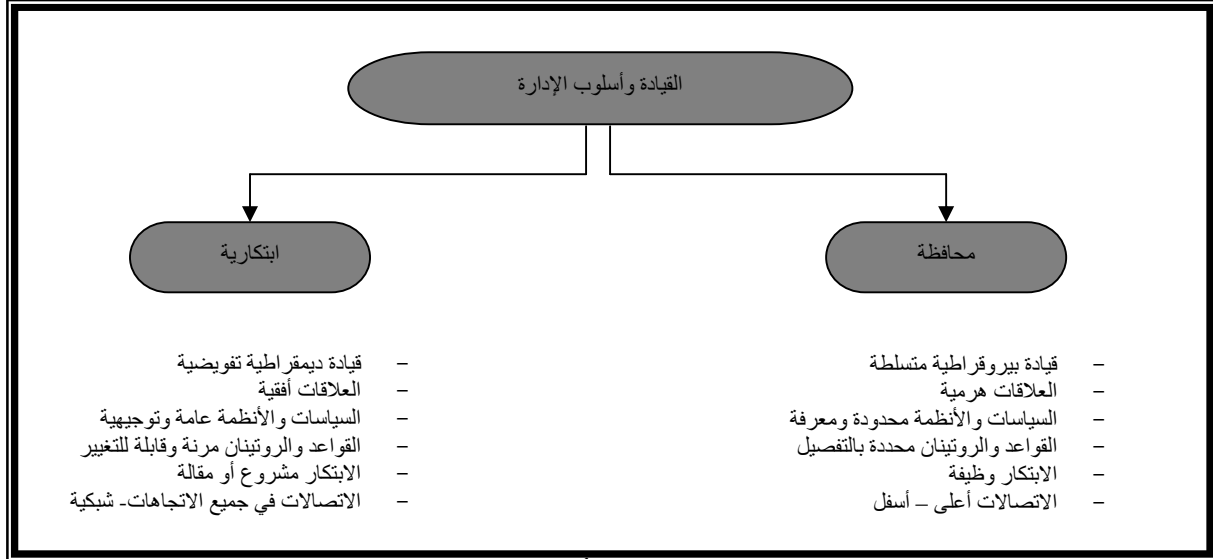 القيادة وأسلوب الإدارة
محافظة
ابتكارية
– قيادة بيروقراطية متسلطة
– العلاقات هرمية
– السياسات والأنظمة محدودة ومعرفة
– القواعد والروتينان محددة بالتفصيل
– الابتكار وظيفة
– الاتصالات أعلى – أسفل
– قيادة ديمقراطية تفويضية
– العلاقات أفقية
– السياسات والأنظمة عامة وتوجيهية
– القواعد والروتينان مرنة وقابلة للتغيير
– الابتكار مشروع أو مقالة
– الاتصالات في جميع الاتجاهات- شبكية